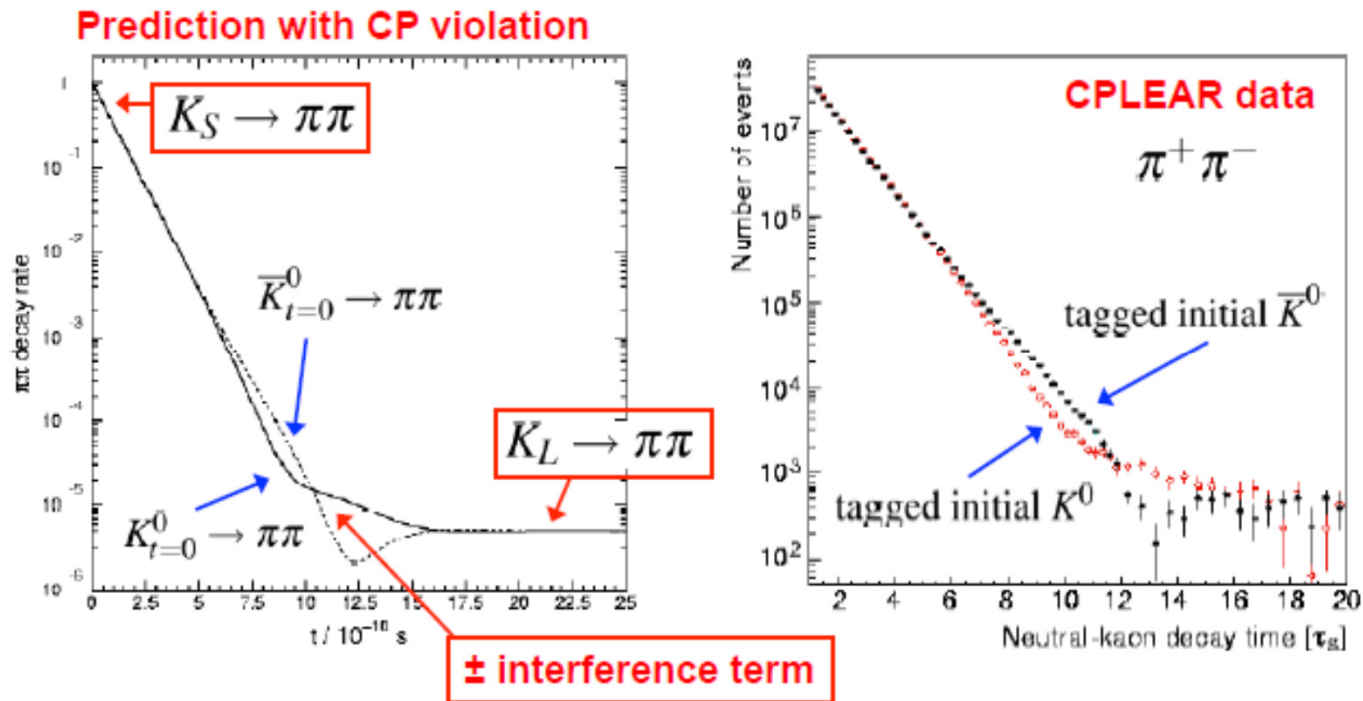 Prediction with CP violation
1
10 -1
10 -2
10 -3
10 -4
10 -5
10 -6
ππ decay rate
K_S → ππ
K̅⁰_{t=0} → ππ
K_L → ππ
K⁰_{t=0} → ππ
0 2.5 5 7.5 10 12.5 15 17.5 20 22.5 25
t / 10⁻¹⁰ s
± interference term
CPLEAR data
π⁺π⁻
Number of everts
10⁷
10⁶
10⁵
10⁴
10³
10²
tagged initial K̅⁰
tagged initial K⁰
2 4 6 8 10 12 14 16 18 20
Neutral-kaon decay time [τ_s]